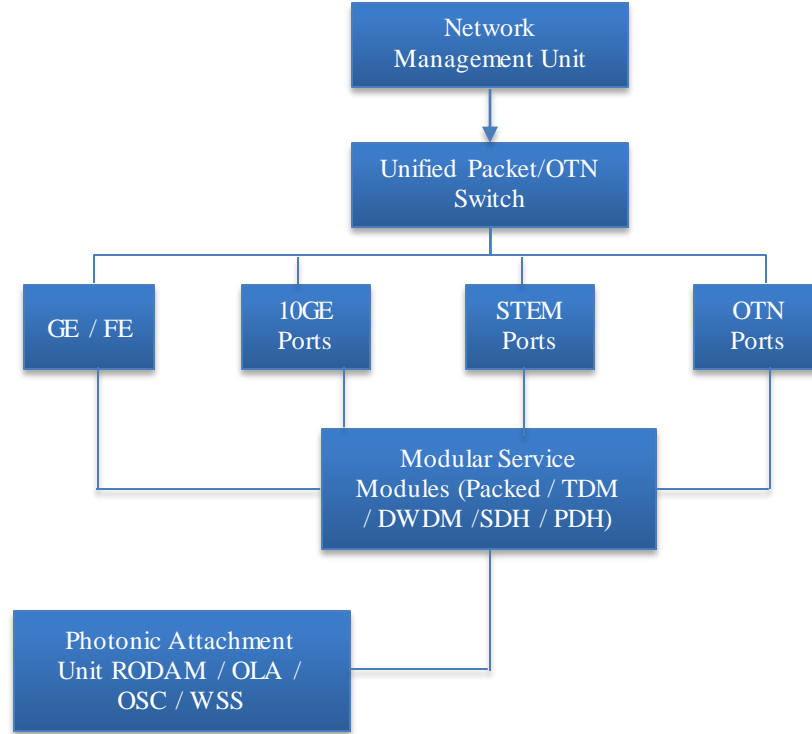 Network
Management Unit
Unified Packet/OTN
Switch
GE / FE
10GE
Ports
STEM
Ports
OTN
Ports
Modular Service
Modules (Packed / TDM
/ DWDM /SDH / PDH)
Photonic Attachment
Unit RODAM / OLA /
OSC / WSS